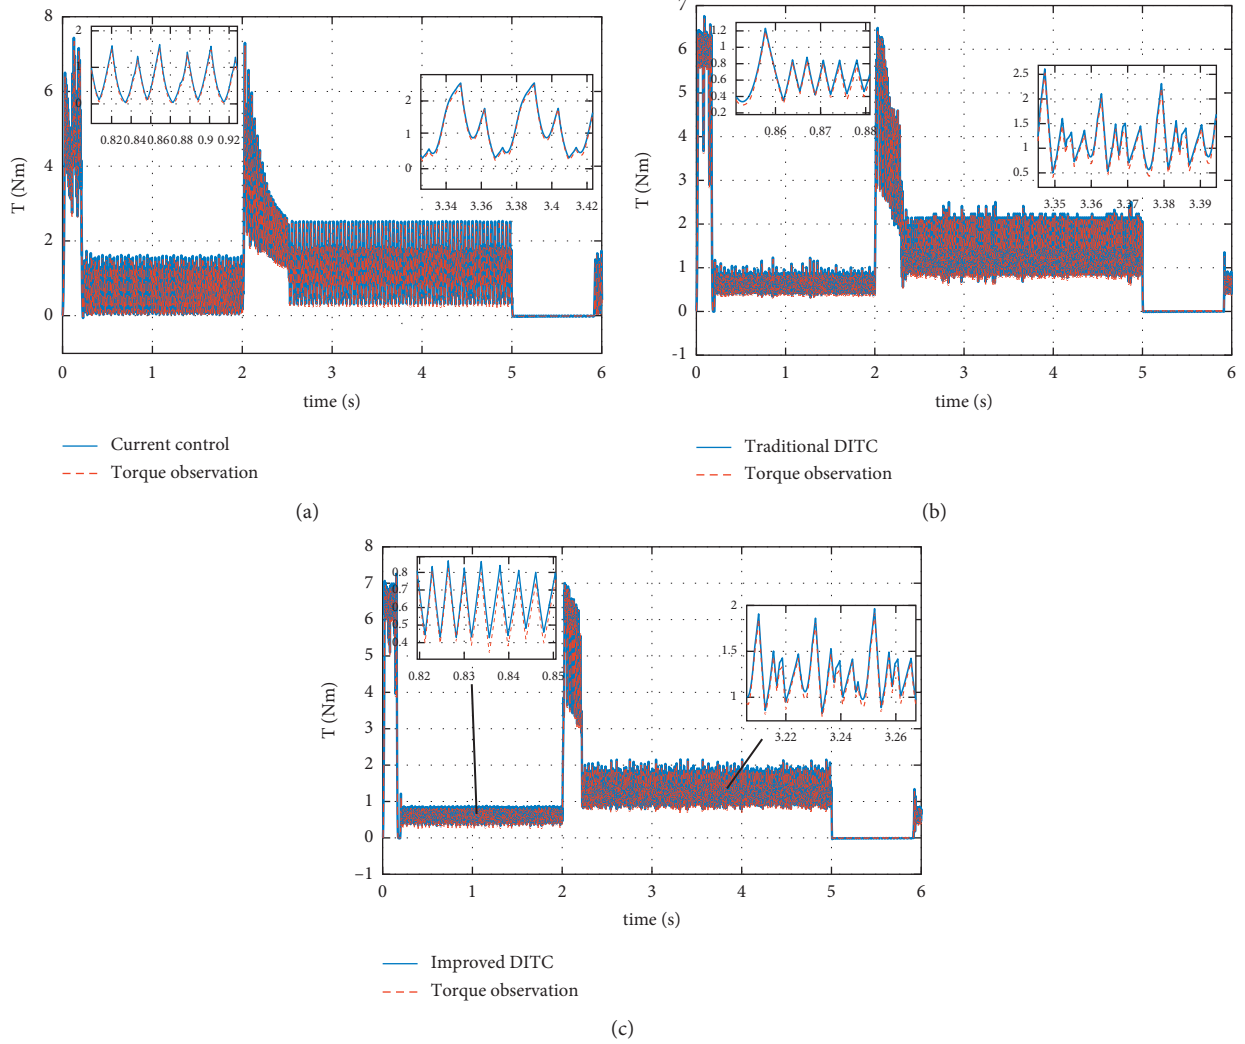 8
6
4
2
0
T (Nm)
2
1
0
0.82 0.84 0.86 0.88 0.9 0.92
2
1
0
3.34 3.36 3.38 3.4 3.42
0 1 2 3 4 5 6
time (s)
Current control
Torque observation
(a)
7
6
5
4
3
2
1
0
-1
T (Nm)
1.2
1
0.8
0.6
0.4
0.2
0.86 0.87 0.88
2.5
2
1.5
1
0.5
3.35 3.36 3.37 3.38 3.39
0 1 2 3 4 5 6
time (s)
Traditional DITC
Torque observation
(b)
8
7
6
5
4
3
2
1
0
−1
T (Nm)
0.8
0.7
0.6
0.5
0.4
0.82 0.83 0.84 0.85
2
1.5
1
3.22 3.24 3.26
0 1 2 3 4 5 6
time (s)
Improved DITC
Torque observation
(c)